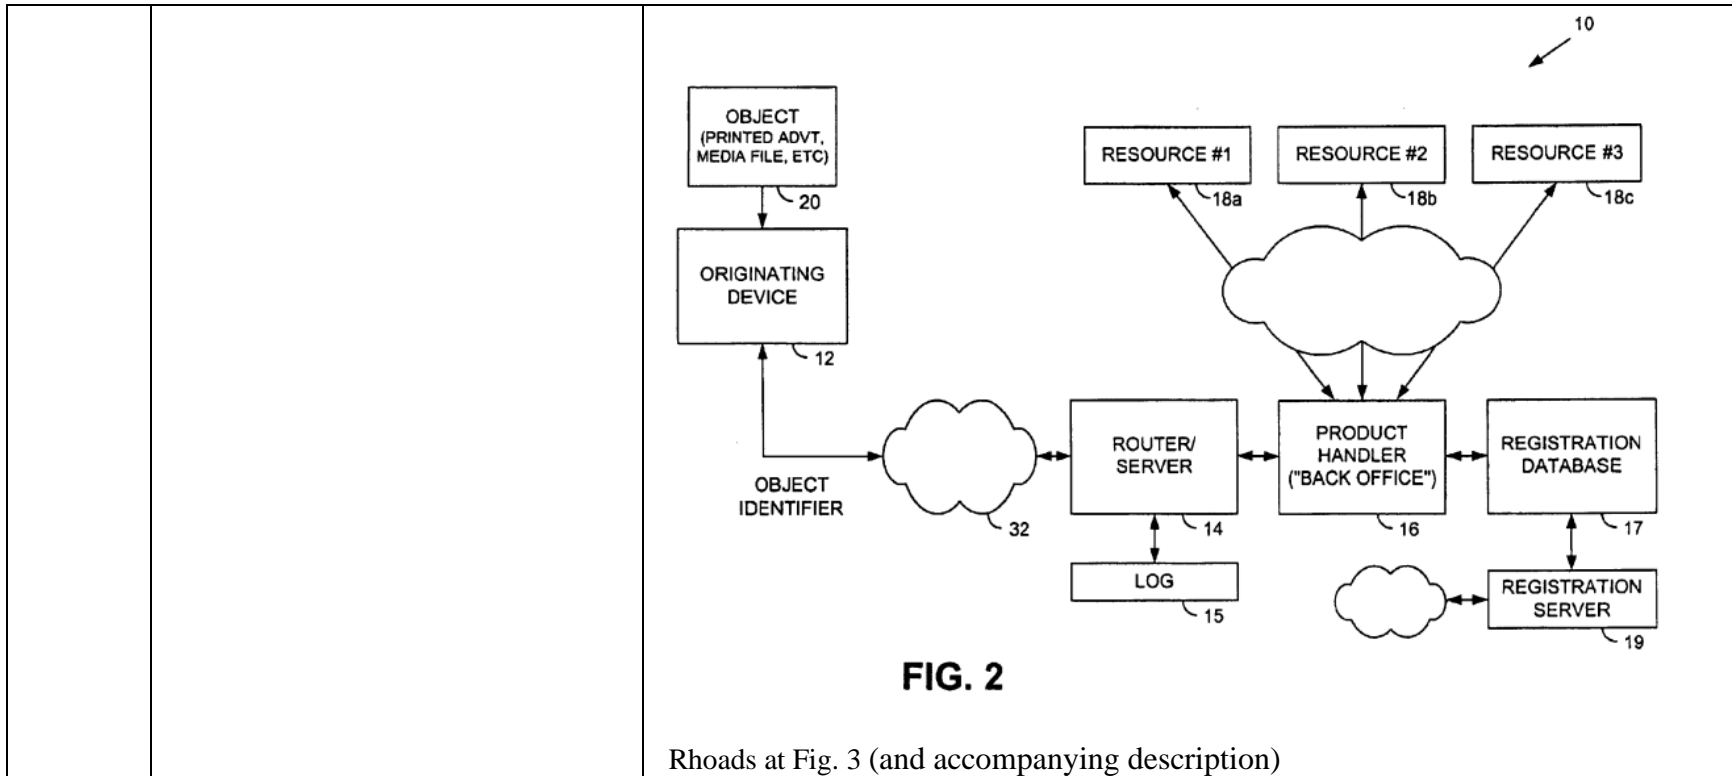 10
OBJECT
(PRINTED ADVT,
MEDIA FILE, ETC)
20
RESOURCE #1
18a
RESOURCE #2
18b
RESOURCE #3
18c
ORIGINATING
DEVICE
12
OBJECT
IDENTIFIER
32
ROUTER/
SERVER
14
PRODUCT
HANDLER
("BACK OFFICE")
16
REGISTRATION
DATABASE
17
LOG
15
REGISTRATION
SERVER
19
FIG. 2
Rhoads at Fig. 3 (and accompanying description)